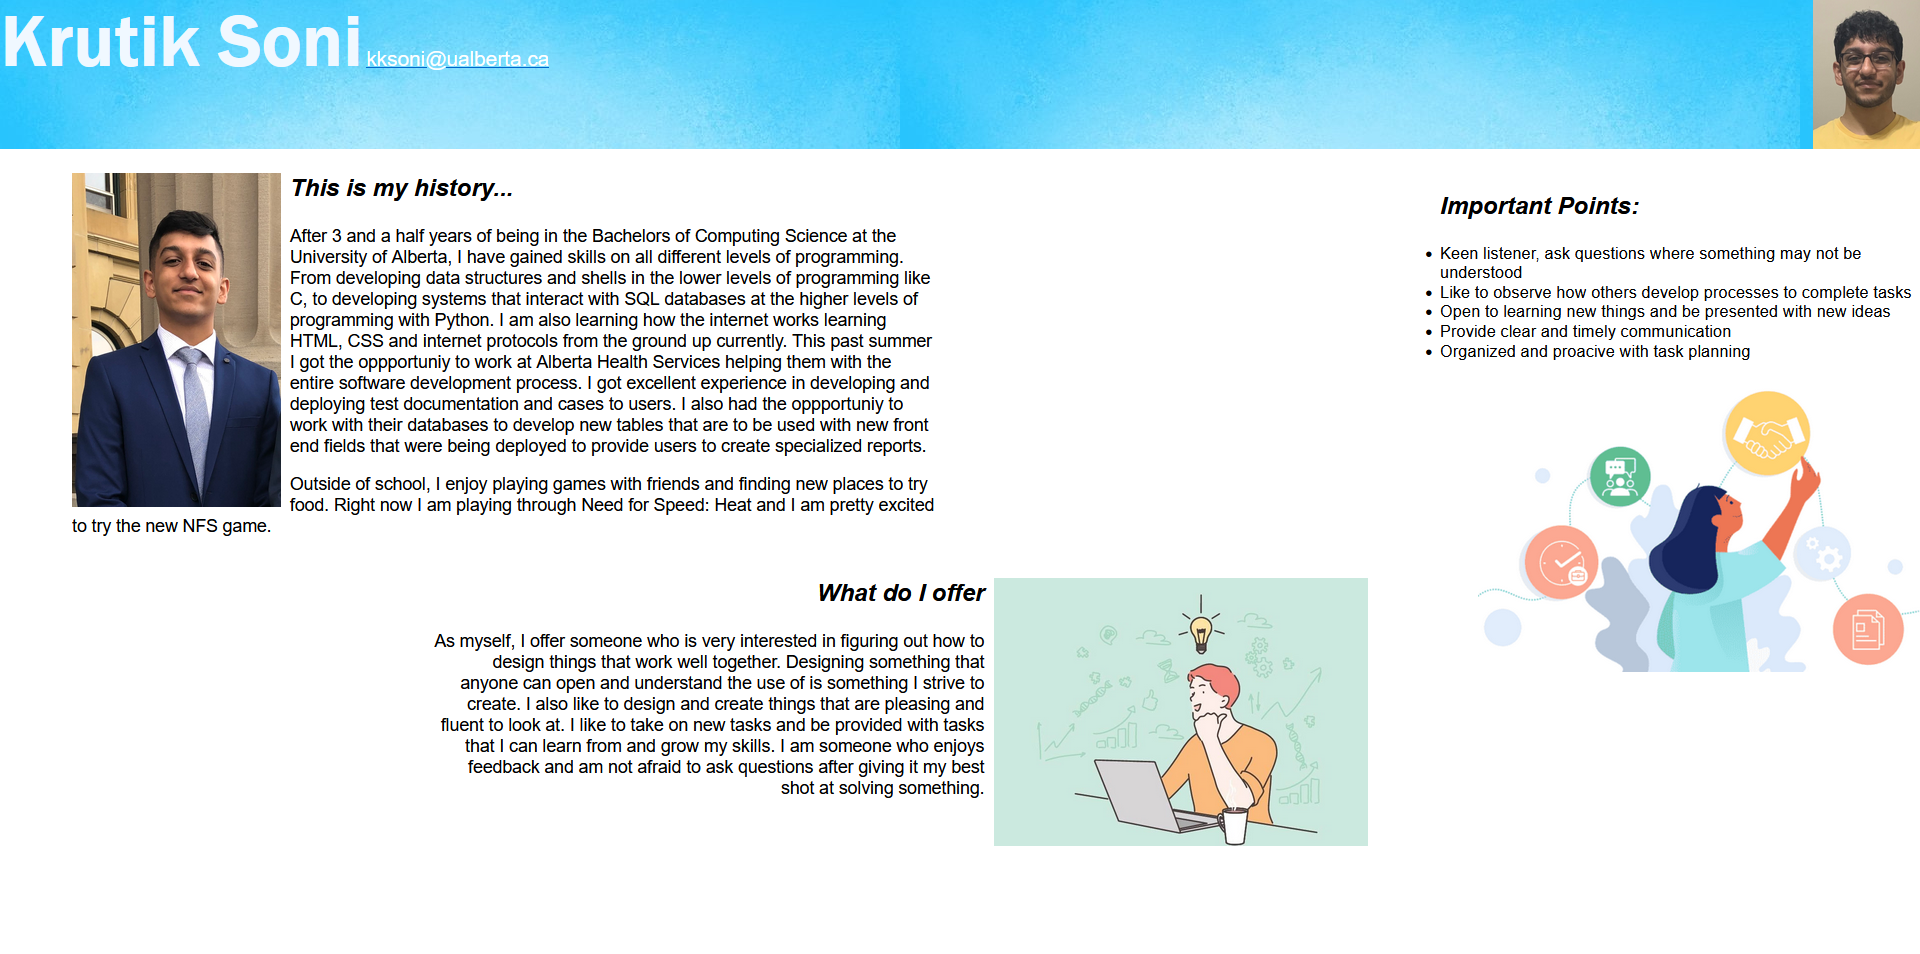 Krutik Soni kksoni@ualberta.ca
This is my history...
After 3 and a half years of being in the Bachelors of Computing Science at the
University of Alberta, I have gained skills on all different levels of programming.
From developing data structures and shells in the lower levels of programming like
C, to developing systems that interact with SQL databases at the higher levels of
programming with Python. I am also learning how the internet works learning
HTML, CSS and internet protocols from the ground up currently. This past summer
I got the oppportuniy to work at Alberta Health Services helping them with the
entire software development process. I got excellent experience in developing and
deploying test documentation and cases to users. I also had the oppportuniy to
work with their databases to develop new tables that are to be used with new front
end fields that were being deployed to provide users to create specialized reports.
Outside of school, I enjoy playing games with friends and finding new places to try
food. Right now I am playing through Need for Speed: Heat and I am pretty excited
to try the new NFS game.
What do I offer
As myself, I offer someone who is very interested in figuring out how to
design things that work well together. Designing something that
anyone can open and understand the use of is something I strive to
create. I also like to design and create things that are pleasing and
fluent to look at. I like to take on new tasks and be provided with tasks
that I can learn from and grow my skills. I am someone who enjoys
feedback and am not afraid to ask questions after giving it my best
shot at solving something.
Important Points:
• Keen listener, ask questions where something may not be
understood
• Like to observe how others develop processes to complete tasks
• Open to learning new things and be presented with new ideas
• Provide clear and timely communication
• Organized and proacive with task planning